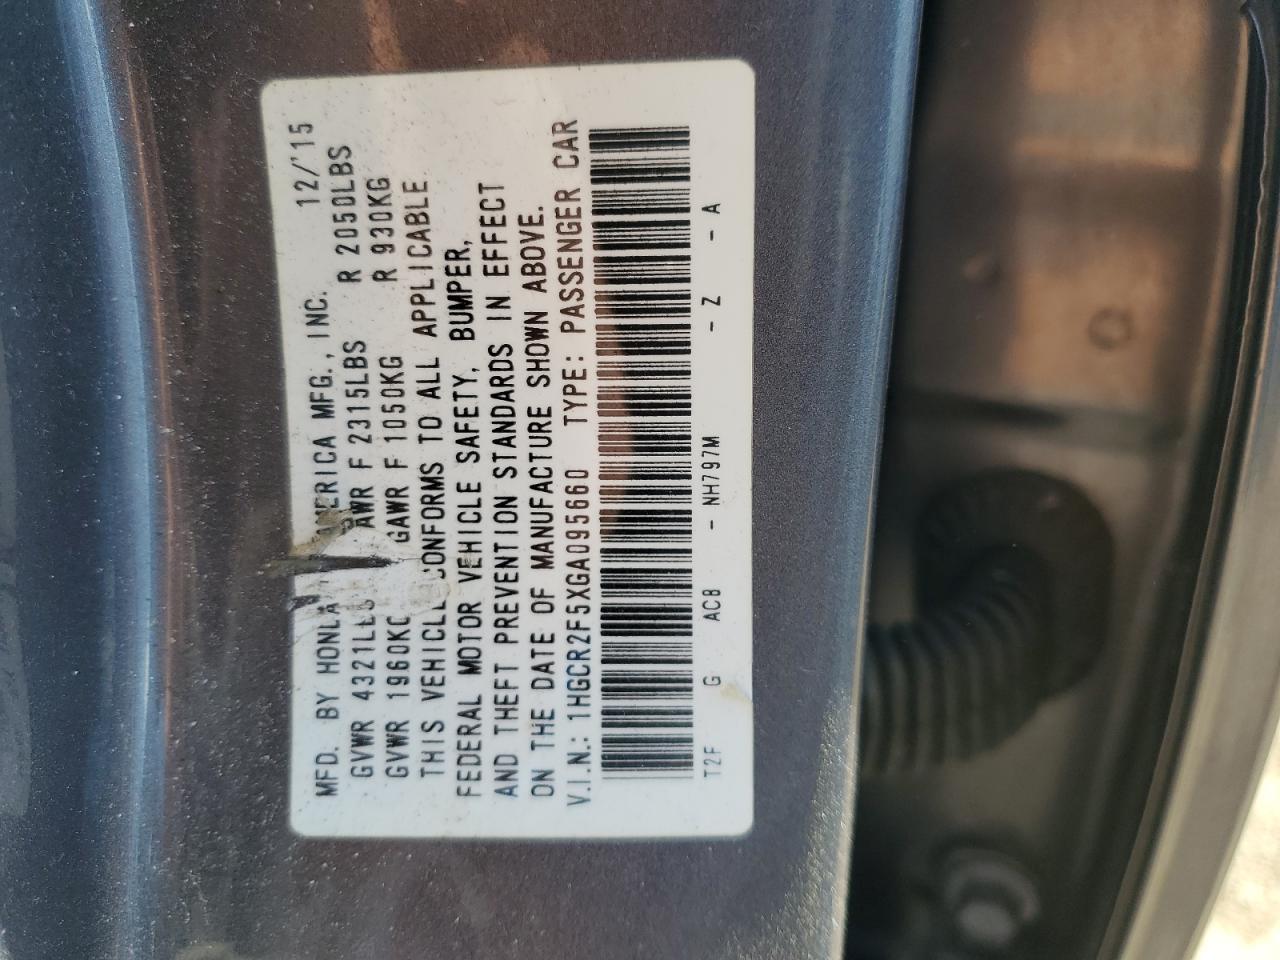 MFD. BY HONDA AMERICA MFG., INC. 12/'15
GVWR 4321LBS GAWR F 2315LBS R 2050LBS
GVWR 1960KG GAWR F 1050KG R 930KG
THIS VEHICLE CONFORMS TO ALL APPLICABLE
FEDERAL MOTOR VEHICLE SAFETY, BUMPER,
AND THEFT PREVENTION STANDARDS IN EFFECT
ON THE DATE OF MANUFACTURE SHOWN ABOVE.
V.I.N.: 1HGCR2F5XGA095660 TYPE: PASSENGER CAR
T2F G ACB - NH797M - Z - A